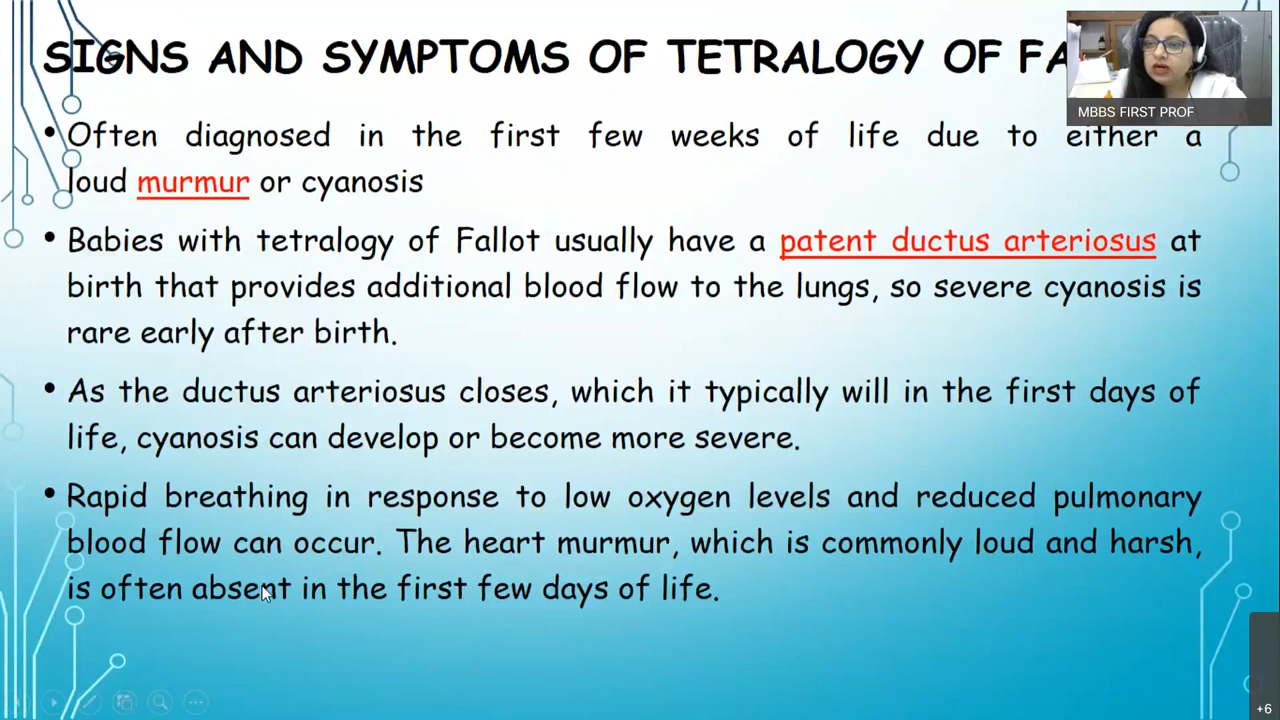 SIGNS AND SYMPTOMS OF TETRALOGY OF FA
MBBS FIRST PROF
• Often diagnosed in the first few weeks of life due to either a
loud murmur or cyanosis
• Babies with tetralogy of Fallot usually have a patent ductus arteriosus at
birth that provides additional blood flow to the lungs, so severe cyanosis is
rare early after birth.
• As the ductus arteriosus closes, which it typically will in the first days of
life, cyanosis can develop or become more severe.
• Rapid breathing in response to low oxygen levels and reduced pulmonary
blood flow can occur. The heart murmur, which is commonly loud and harsh,
is often absent in the first few days of life.
+6